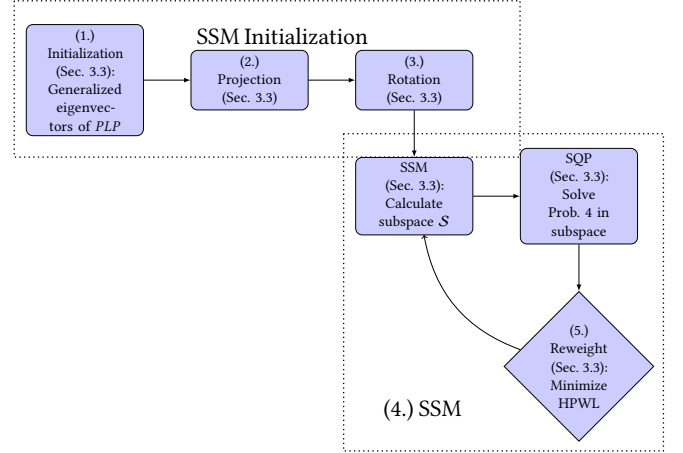 SSM Initialization
(1.)
Initialization
(Sec. 3.3):
Generalized
eigenvec-
tors of PLP
(2.)
Projection
(Sec. 3.3)
(3.)
Rotation
(Sec. 3.3)
SSM
(Sec. 3.3):
Calculate
subspace 𝒮
SQP
(Sec. 3.3):
Solve
Prob. 4 in
subspace
(5.)
Reweight
(Sec. 3.3):
Minimize
HPWL
(4.) SSM